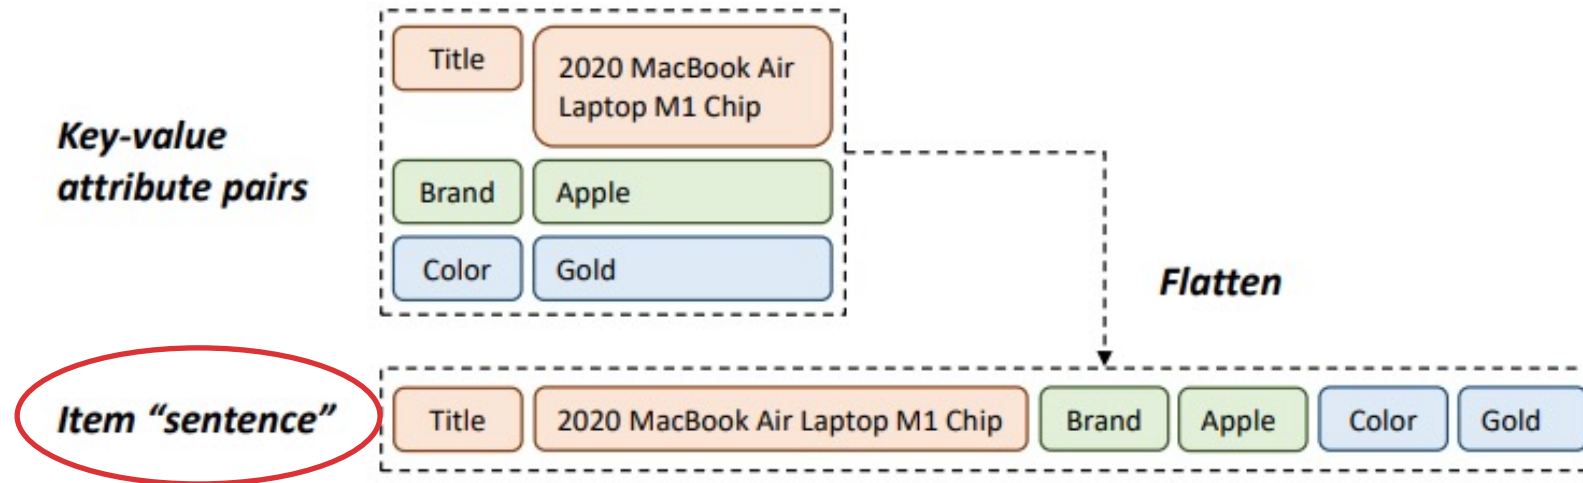 Title
2020 MacBook Air
Laptop M1 Chip
Key-value
attribute pairs
Brand Apple
Color Gold
Flatten
Item “sentence” Title 2020 MacBook Air Laptop M1 Chip Brand Apple Color Gold